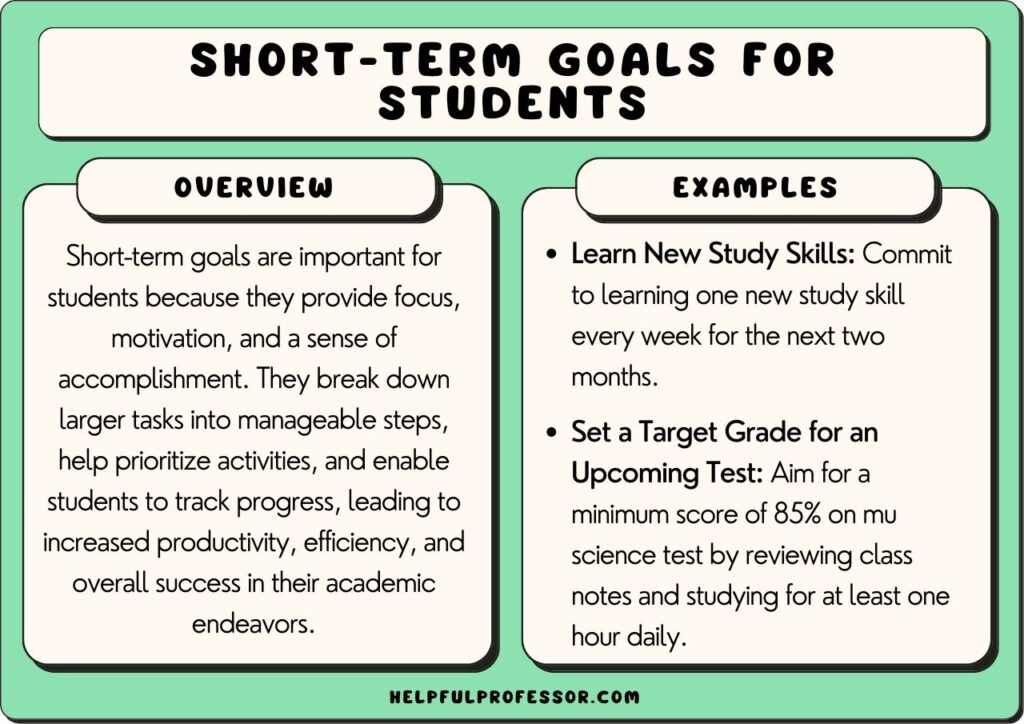 SHORT-TERM GOALS FOR
STUDENTS
OVERVIEW
Short-term goals are important for
students because they provide focus,
motivation, and a sense of
accomplishment. They break down
larger tasks into manageable steps,
help prioritize activities, and enable
students to track progress, leading to
increased productivity, efficiency, and
overall success in their academic
endeavors.
EXAMPLES
• Learn New Study Skills: Commit
to learning one new study skill
every week for the next two
months.
• Set a Target Grade for an
Upcoming Test: Aim for a
minimum score of 85% on mu
science test by reviewing class
notes and studying for at least one
hour daily.
HELPFULPROFESSOR.COM